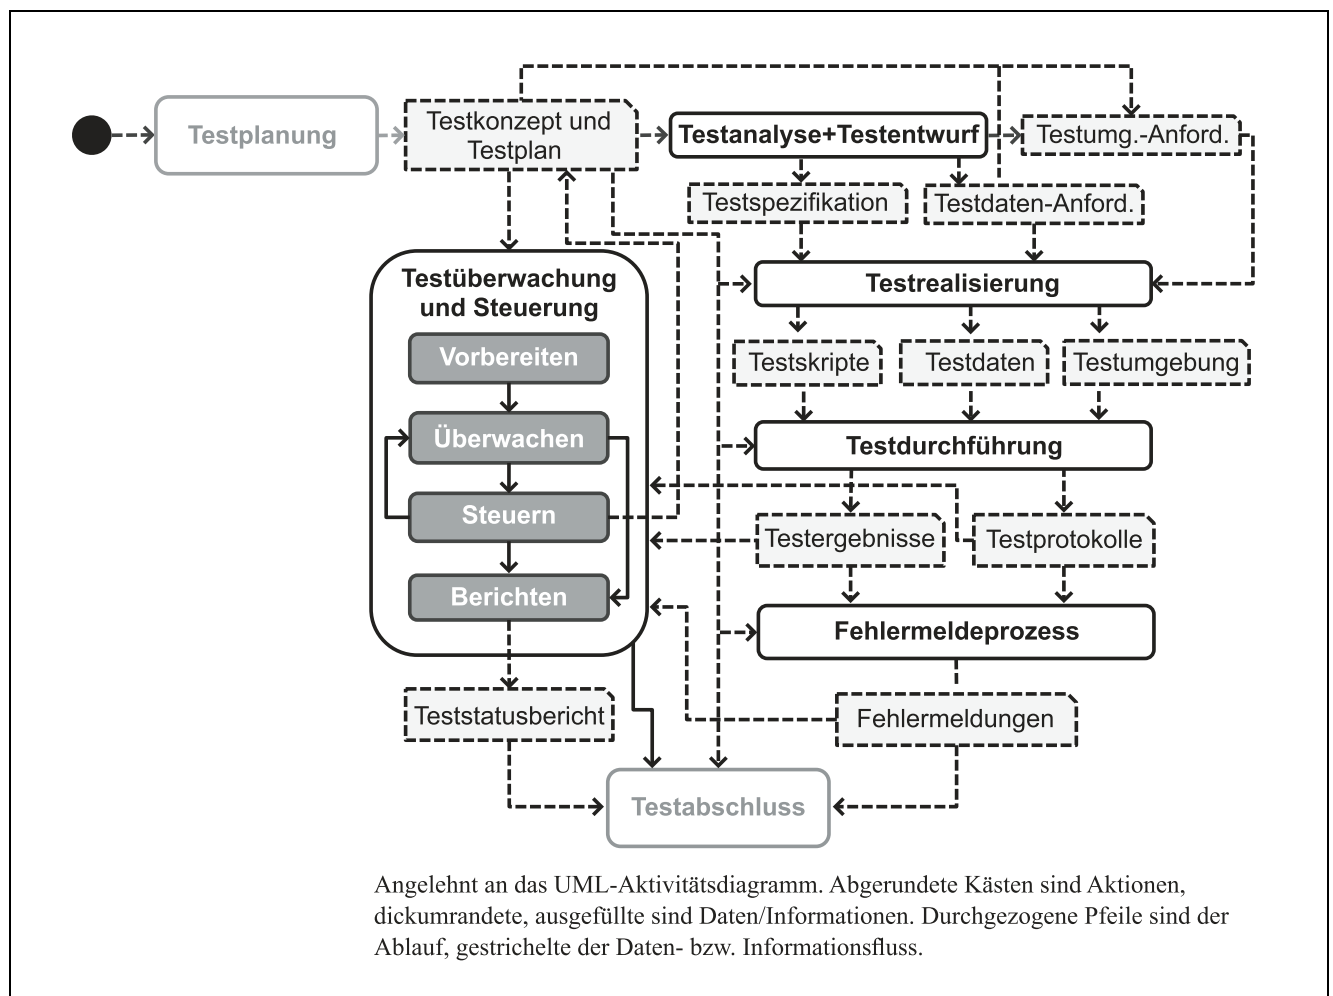 Testplanung
Testkonzept und
Testplan
Testanalyse+Testentwurf
Testumg.-Anford.
Testspezifikation
Testdaten-Anford.
Testüberwachung
und Steuerung
Testrealisierung
Vorbereiten
Testskripte
Testdaten
Testumgebung
Überwachen
Testdurchführung
Steuern
Testergebnisse
Testprotokolle
Berichten
Fehlermeldeprozess
Teststatusbericht
Fehlermeldungen
Testabschluss
Angelehnt an das UML-Aktivitätsdiagramm. Abgerundete Kästen sind Aktionen,
dickumrandete, ausgefüllte sind Daten/Informationen. Durchgezogene Pfeile sind der
Ablauf, gestrichelte der Daten- bzw. Informationsfluss.